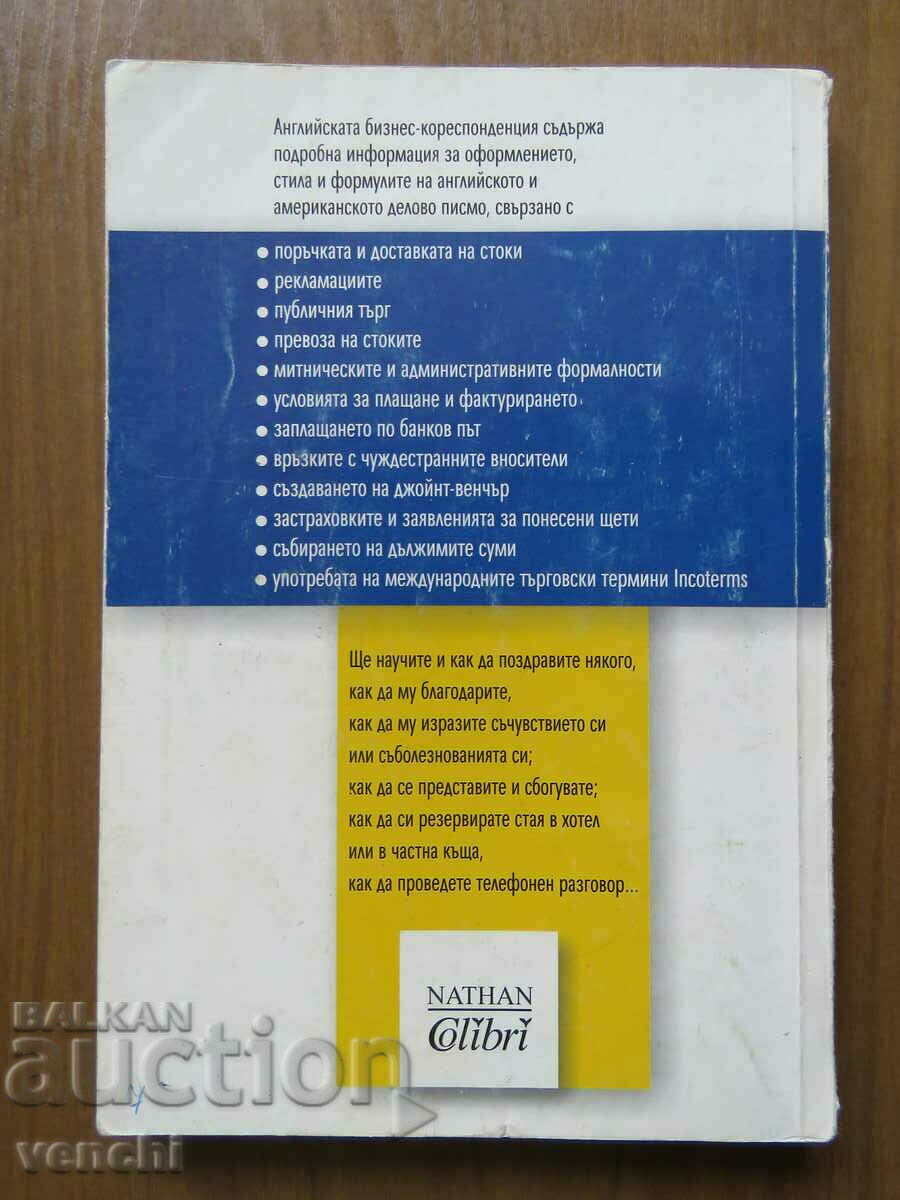 Английската бизнес-кореспонденция съдържа
подробна информация за оформлението,
стила и формулите на английското и
американското делово писмо, свързано с
• поръчката и доставката на стоки
• рекламациите
• публичния търг
• превоза на стоките
• митническите и административните формалности
• условията за плащане и фактурирането
• заплащането по банков път
• връзките с чуждестранните вносители
• създаването на джойнт-венчър
• застраховките и заявленията за понесени щети
• събирането на дължимите суми
• употребата на международните търговски термини Incoterms
Ще научите и как да поздравите някого,
как да му благодарите,
как да му изразите съчувствието си
или съболезнованията си;
как да се представите и сбогувате;
как да си резервирате стая в хотел
или в частна къща,
как да проведете телефонен разговор...
NATHAN
Colibri
BALKAN
auction
venchi